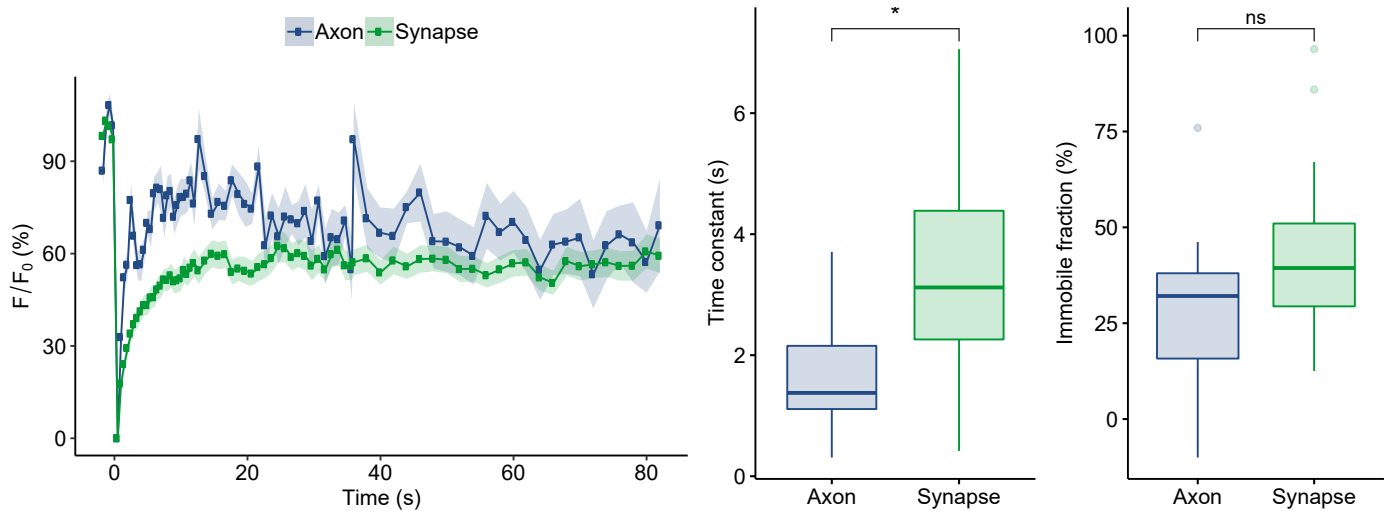 Axon Synapse
F / F0 (%)
90
60
30
0
0 20 40 60 80
Time (s)
*
Time constant (s)
6
4
2
0
Axon Synapse
ns
Immobile fraction (%)
100
75
50
25
0
Axon Synapse